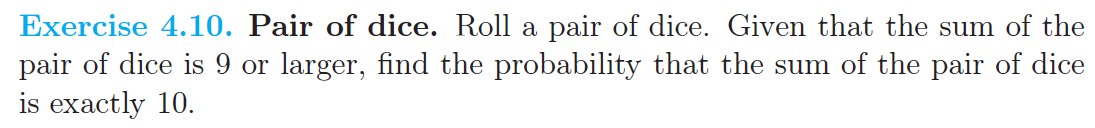 Exercise 4.10. Pair of dice. Roll a pair of dice. Given that the sum of the
pair of dice is 9 or larger, find the probability that the sum of the pair of dice
is exactly 10.